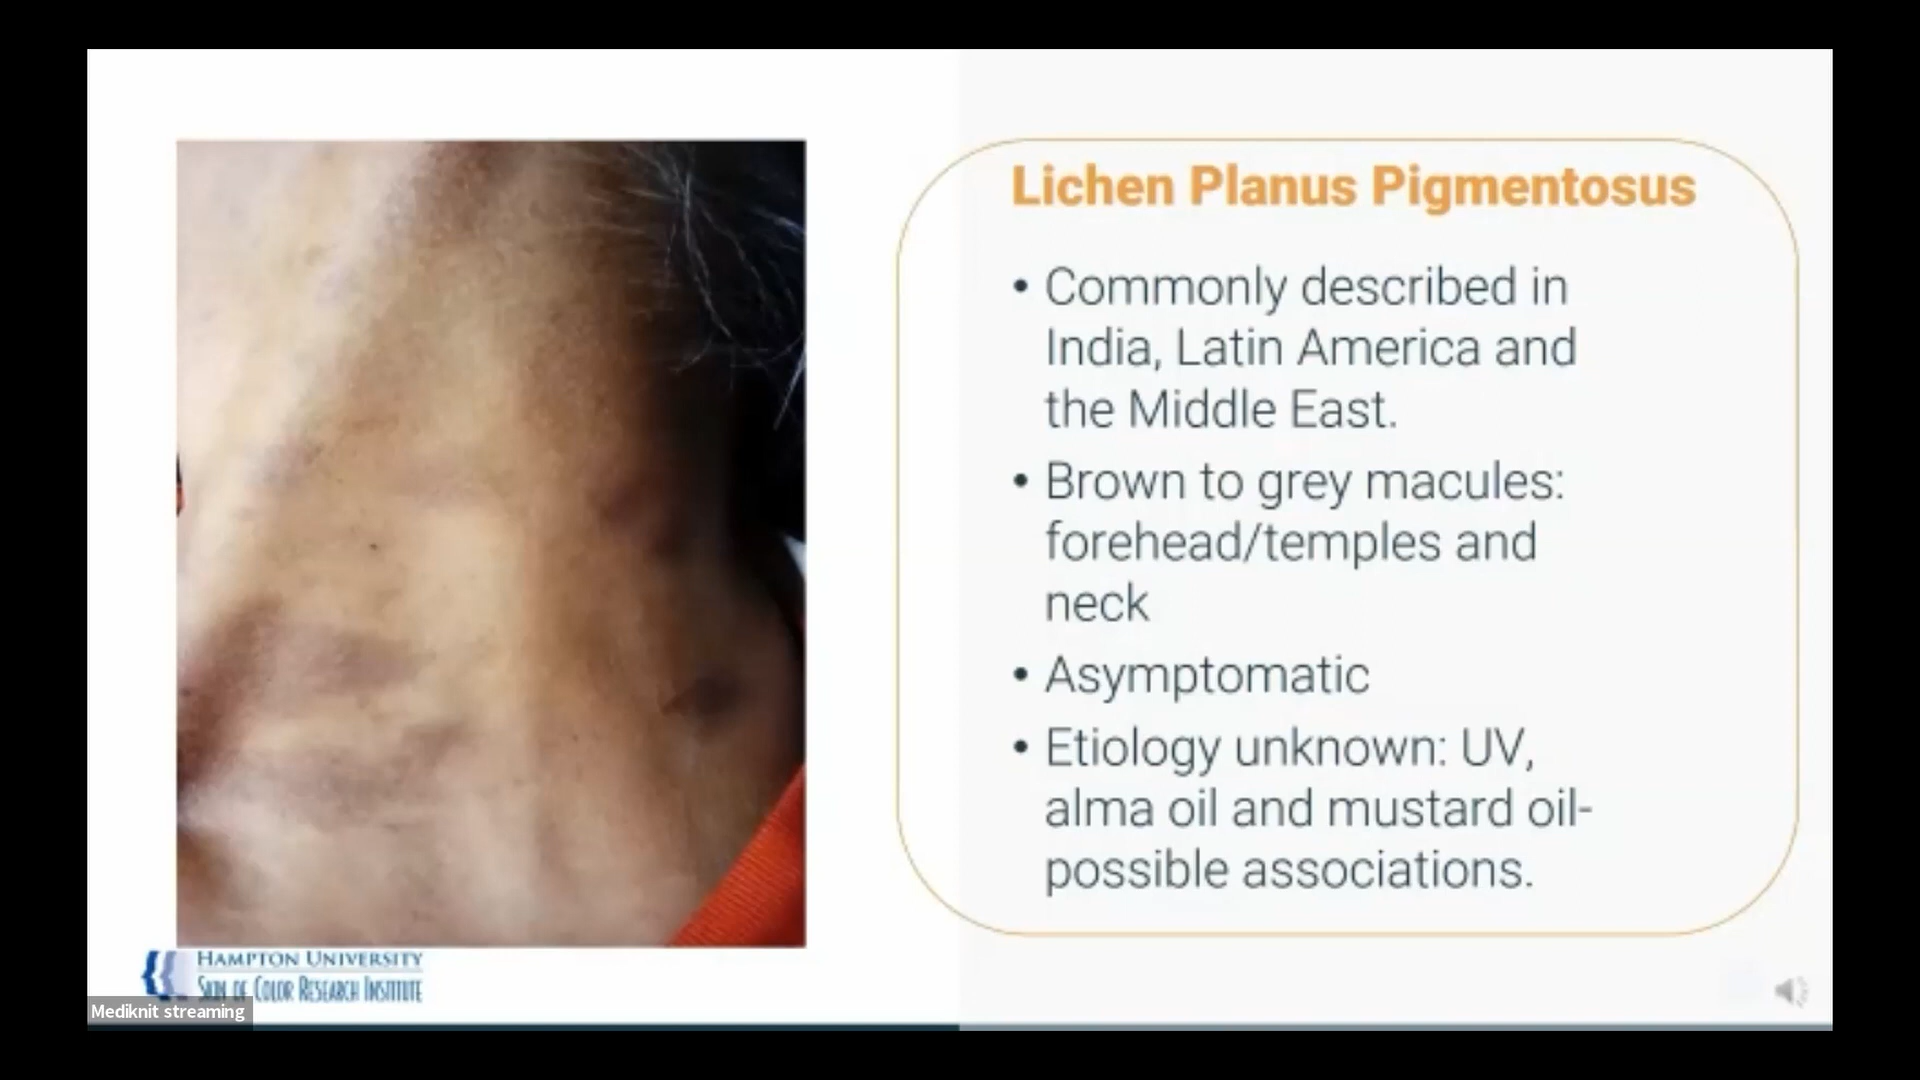 Lichen Planus Pigmentosus
• Commonly described in
India, Latin America and
the Middle East.
• Brown to grey macules:
forehead/temples and
neck
• Asymptomatic
• Etiology unknown: UV,
alma oil and mustard oil-
possible associations.
HAMPTON UNIVERSITY
SKIN OF COLOR RESEARCH INSTITUTE
Mediknit streaming